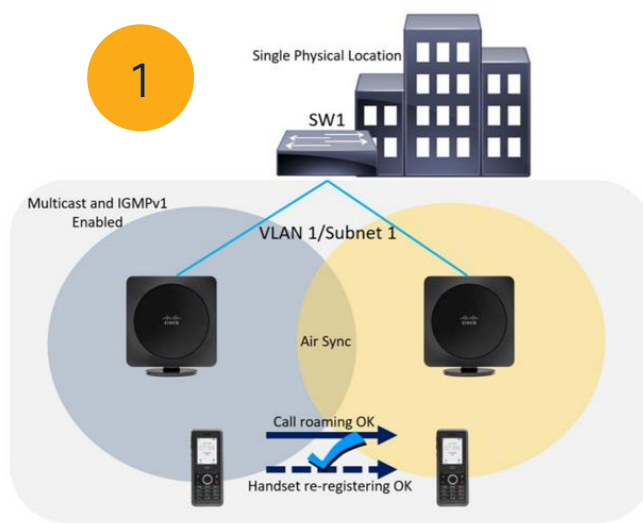 1
Single Physical Location
SW1
Multicast and IGMPv1
Enabled
VLAN 1/Subnet 1
Air Sync
Call roaming OK
Handset re-registering OK